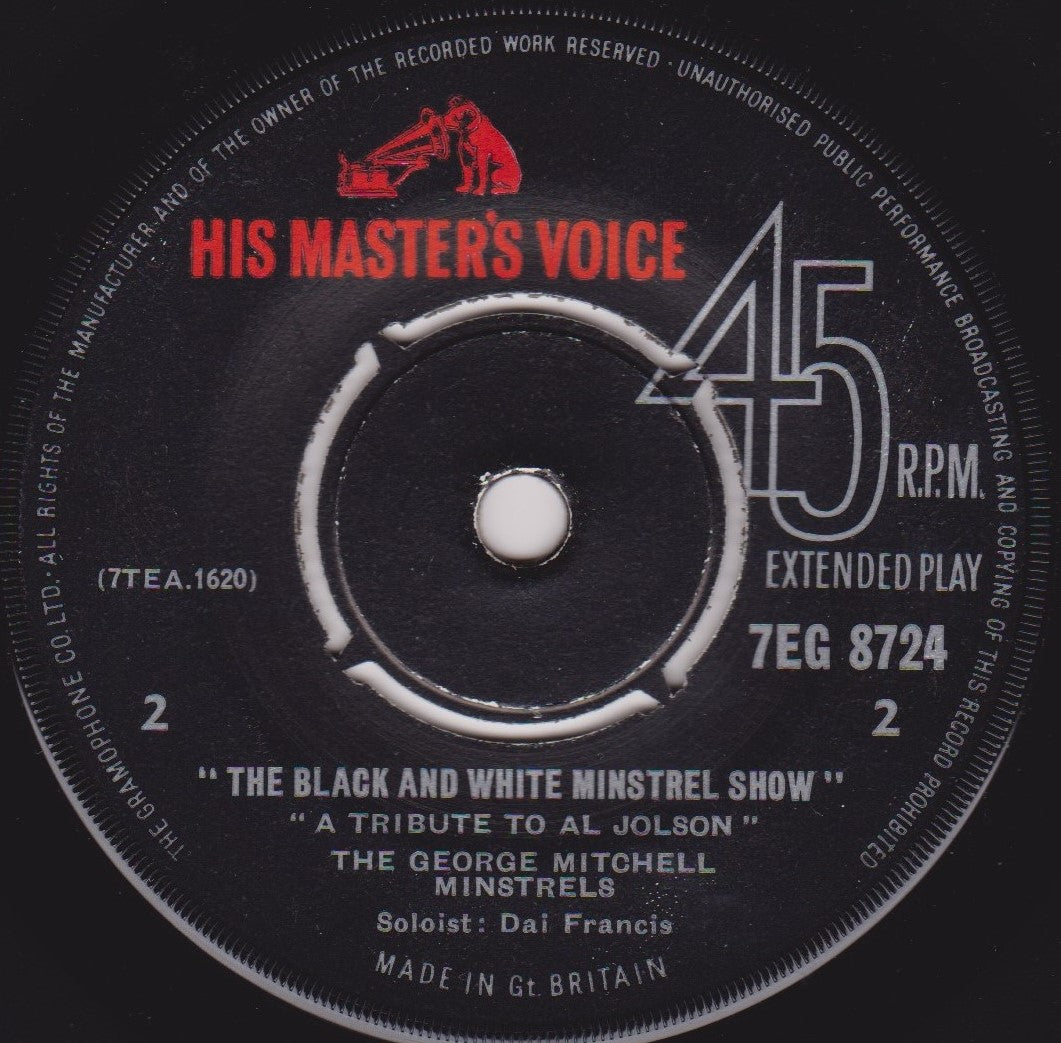 THE GRAMOPHONE CO LTD. · ALL RIGHTS OF THE MANUFACTURER AND OF THE OWNER OF THE RECORDED WORK RESERVED · UNAUTHORISED PUBLIC PERFORMANCE BROADCASTING AND COPYING OF THIS RECORD PROHIBITED
HIS MASTER'S VOICE
45
R.P.M.
EXTENDED PLAY
(7TEA.1620)
7EG 8724
2
2
"THE BLACK AND WHITE MINSTREL SHOW"
"A TRIBUTE TO AL JOLSON"
THE GEORGE MITCHELL
MINSTRELS
Soloist: Dai Francis
MADE IN Gt. BRITAIN